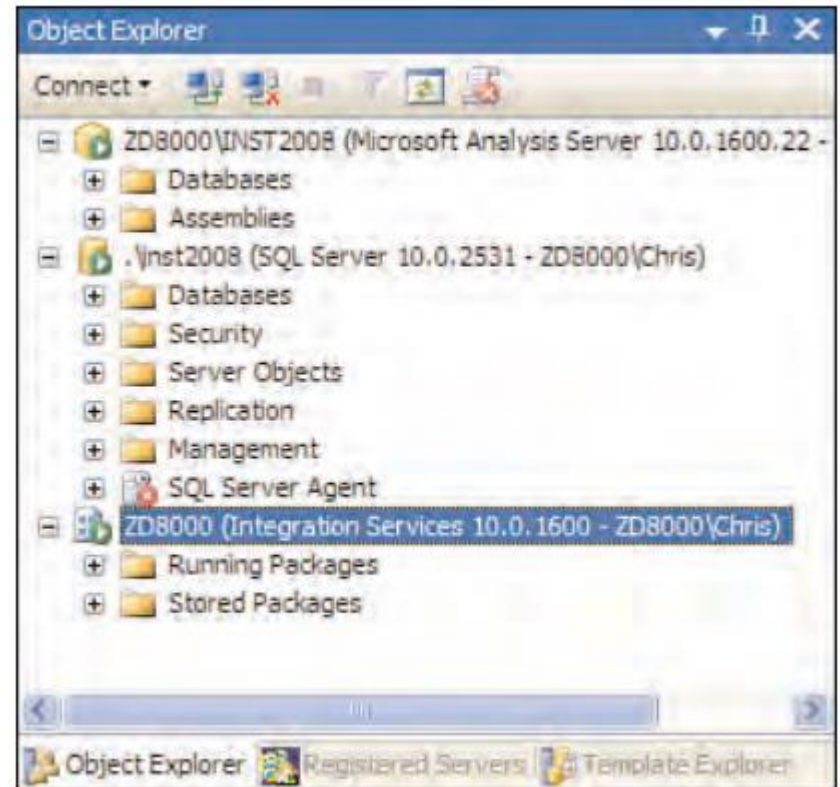 Object Explorer
Connect
ZD8000\INST2008 (Microsoft Analysis Server 10.0.1600.22 -
Databases
Assemblies
.\inst2008 (SQL Server 10.0.2531 - ZD8000\Chris)
Databases
Security
Server Objects
Replication
Management
SQL Server Agent
ZD8000 (Integration Services 10.0.1600 - ZD8000\Chris)
Running Packages
Stored Packages
Object Explorer Registered Servers Template Explorer